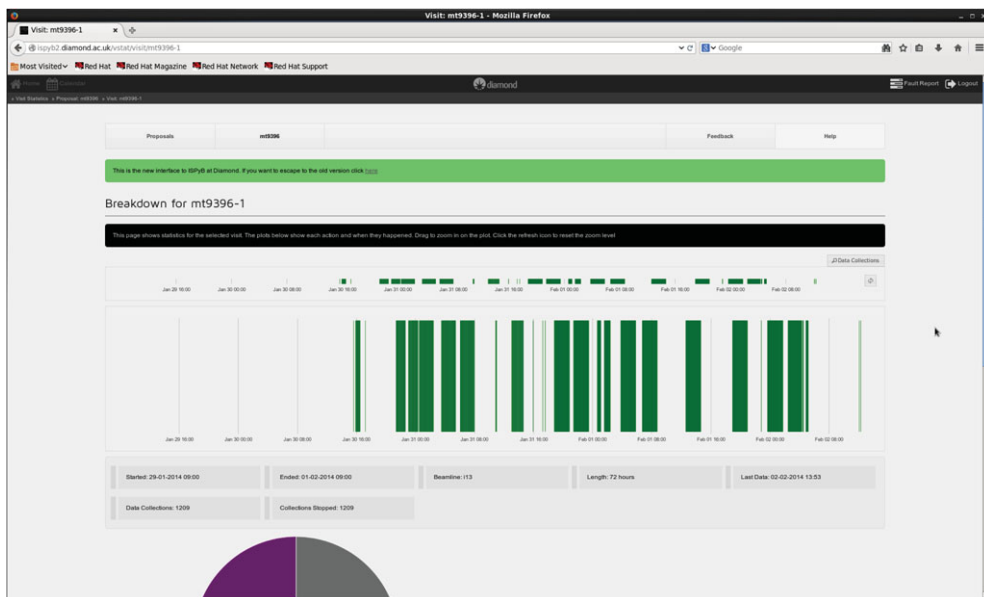 Visit: mt9396-1 - Mozilla Firefox
Visit: mt9396-1
ispyb2.diamond.ac.uk/vstat/visit/mt9396-1
Google
Most Visited Red Hat Red Hat Magazine Red Hat Network Red Hat Support
Home Calendar diamond Fault Report Logout
» Visit Statistics » Proposal: mt9396 » Visit: mt9396-1
Proposals mt9396 Feedback Help
This is the new interface to ISPyB at Diamond. If you want to escape to the old version click here
Breakdown for mt9396-1
This page shows statistics for the selected visit. The plots below show each action and when they happened. Drag to zoom in on the plot. Click the refresh icon to reset the zoom level
Data Collections
Jan 29 16:00 Jan 30 00:00 Jan 30 08:00 Jan 30 16:00 Jan 31 00:00 Jan 31 08:00 Jan 31 16:00 Feb 01 00:00 Feb 01 08:00 Feb 01 16:00 Feb 02 00:00 Feb 02 08:00
Jan 29 16:00 Jan 30 00:00 Jan 30 08:00 Jan 30 16:00 Jan 31 00:00 Jan 31 08:00 Jan 31 16:00 Feb 01 00:00 Feb 01 08:00 Feb 01 16:00 Feb 02 00:00 Feb 02 08:00
Started: 29-01-2014 09:00 Ended: 01-02-2014 09:00 Beamline: i13 Length: 72 hours Last Data: 02-02-2014 13:53
Data Collections: 1209 Collections Stopped: 1209